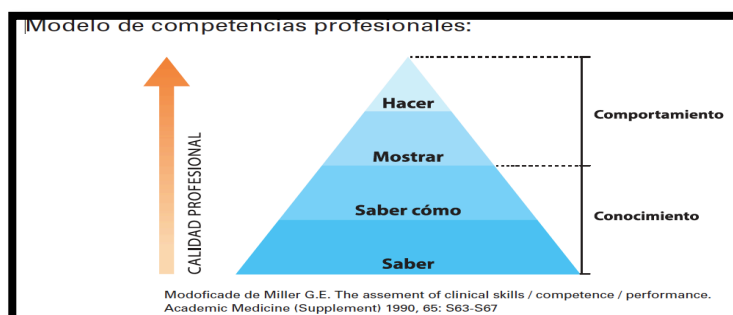 Modelo de competencias profesionales:
Hacer
Comportamiento
Mostrar
CALIDAD PROFESIONAL
Saber cómo
Conocimiento
Saber
Modoficade de Miller G.E. The assement of clinical skills / competence / performance.
Academic Medicine (Supplement) 1990, 65: S63-S67